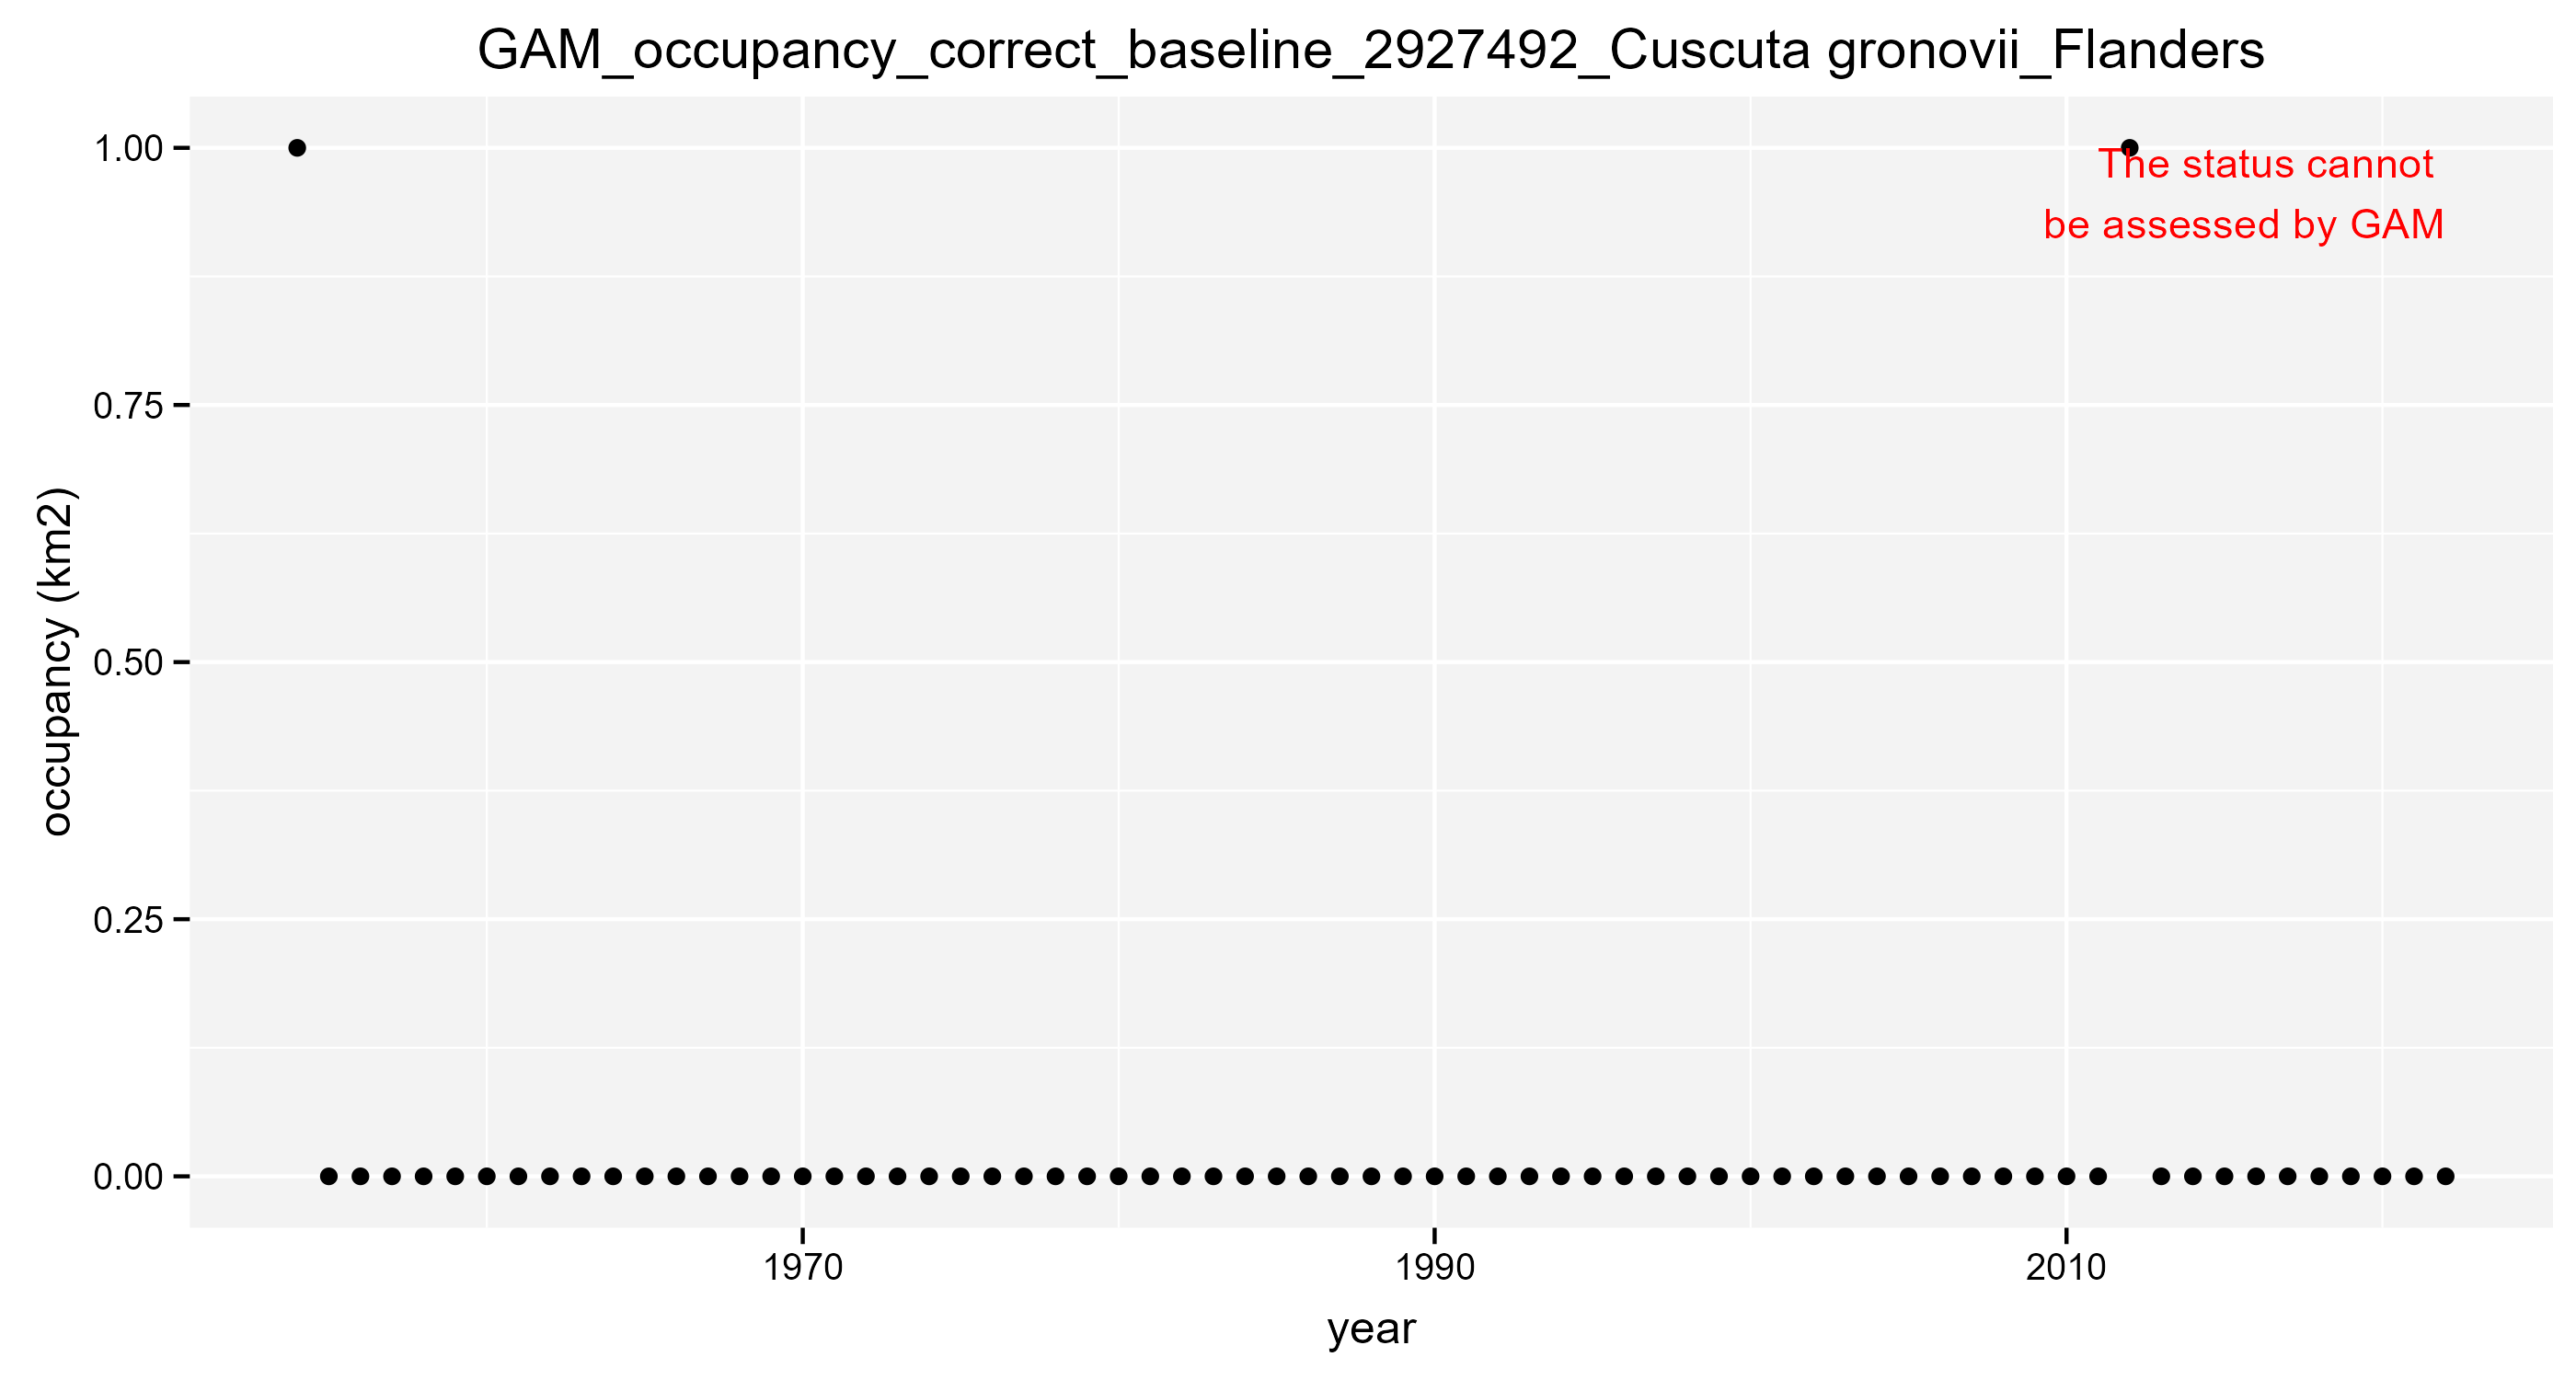 GAM_occupancy_correct_baseline_2927492_Cuscuta gronovii_Flanders
1.00
The status cannot
be assessed by GAM
0.75
occupancy (km2)
0.50
0.25
0.00
1970
1990
2010
year